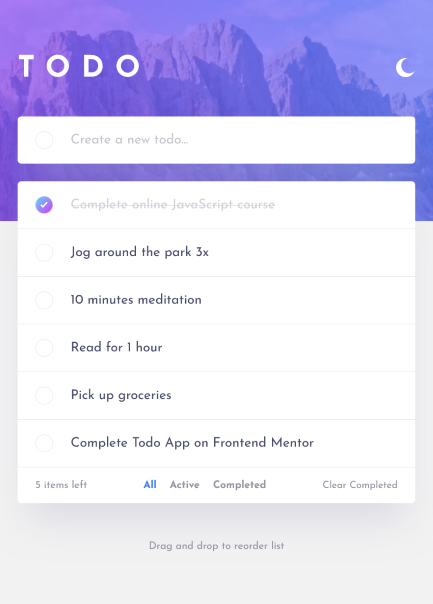 TODO
Create a new todo...
Complete online JavaScript course
Jog around the park 3x
10 minutes meditation
Read for 1 hour
Pick up groceries
Complete Todo App on Frontend Mentor
5 items left All Active Completed Clear Completed
Drag and drop to reorder list